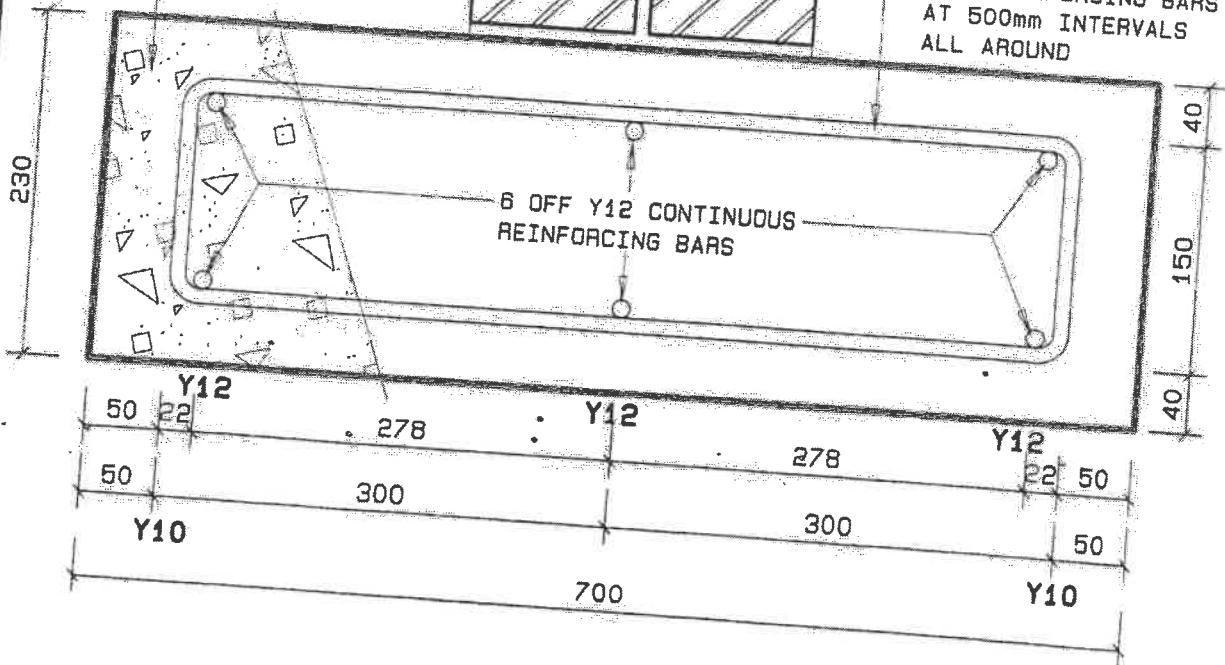 BARS
AT 500mm INTERVALS
ALL AROUND
40
230
6 OFF Y12 CONTINUOUS
REINFORCING BARS
150
40
Y12
Y12
Y12
50 22 278 278 22 50
50 300 300 50
Y10
Y10
700